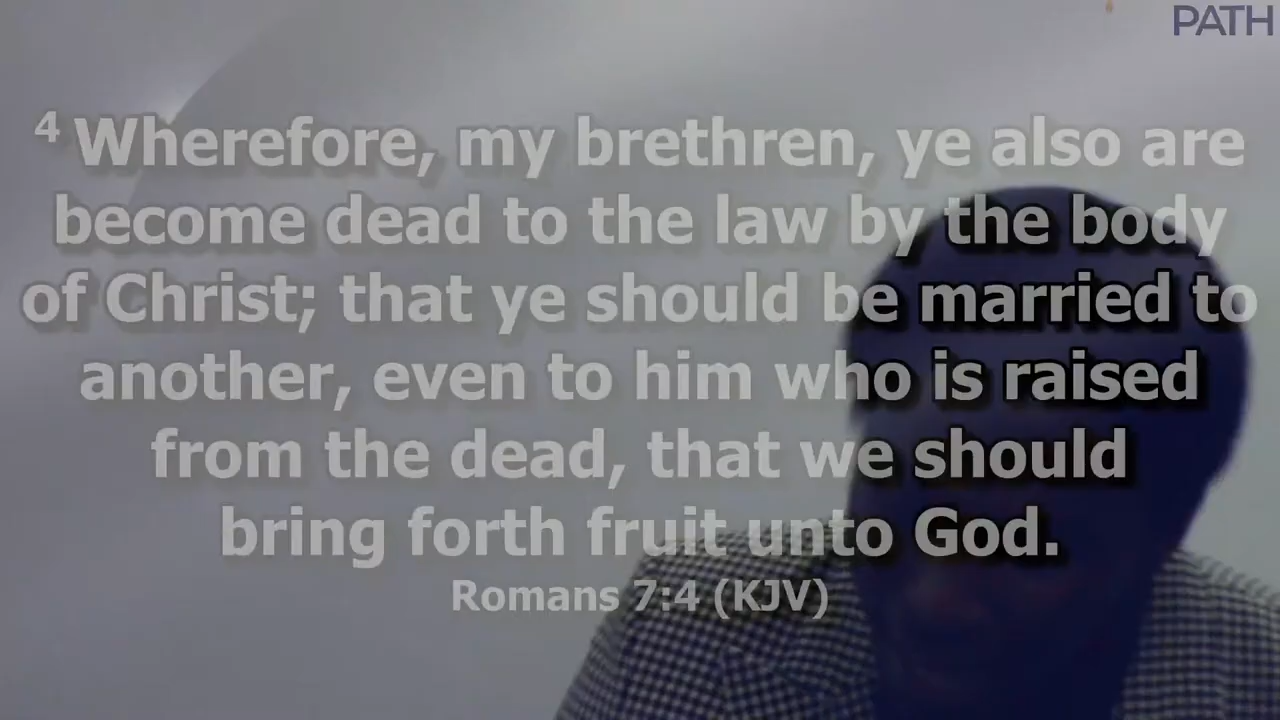 PATH
4 Wherefore, my brethren, ye also are
become dead to the law by the body
of Christ; that ye should be married to
another, even to him who is raised
from the dead, that we should
bring forth fruit unto God.
Romans 7:4 (KJV)